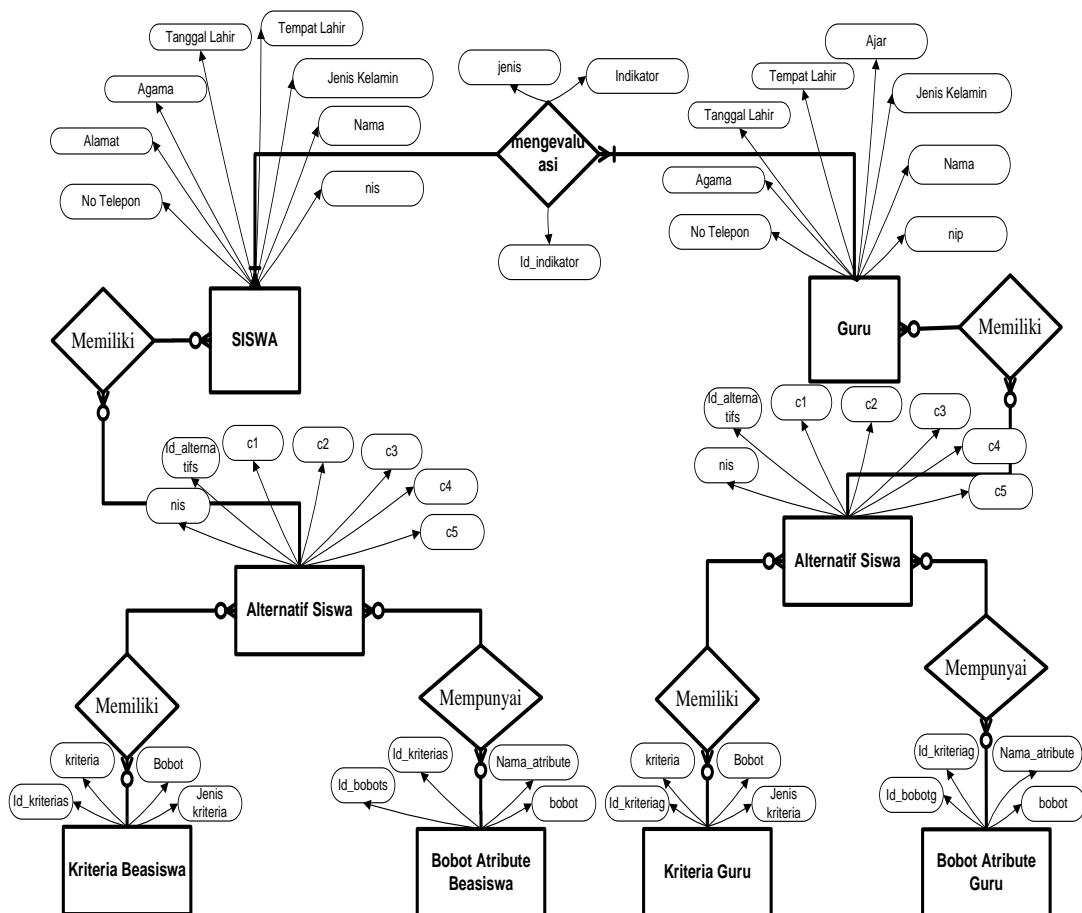 Tanggal Lahir
Tempat Lahir
Agama
Jenis Kelamin
Alamat
Nama
No Telepon
nis
jenis
Indikator
mengevalu
asi
Id_indikator
Ajar
Tempat Lahir
Jenis Kelamin
Tanggal Lahir
Nama
Agama
No Telepon
nip
Memiliki
SISWA
Guru
Memiliki
Id_alterna
tifs
c1
c2
c3
c4
nis
c5
Id_alterna
tifs
c1
c2
c3
c4
nis
c5
Alternatif Siswa
Alternatif Siswa
Memiliki
Mempunyai
Memiliki
Mempunyai
kriteria
Bobot
Id_kriterias
Jenis
kriteria
Id_kriterias
Nama_atribute
Id_bobots
bobot
kriteria
Bobot
Id_kriteriag
Jenis
kriteria
Id_kriteriag
Nama_atribute
Id_bobotg
bobot
Kriteria Beasiswa
Bobot Atribute
Beasiswa
Kriteria Guru
Bobot Atribute
Guru